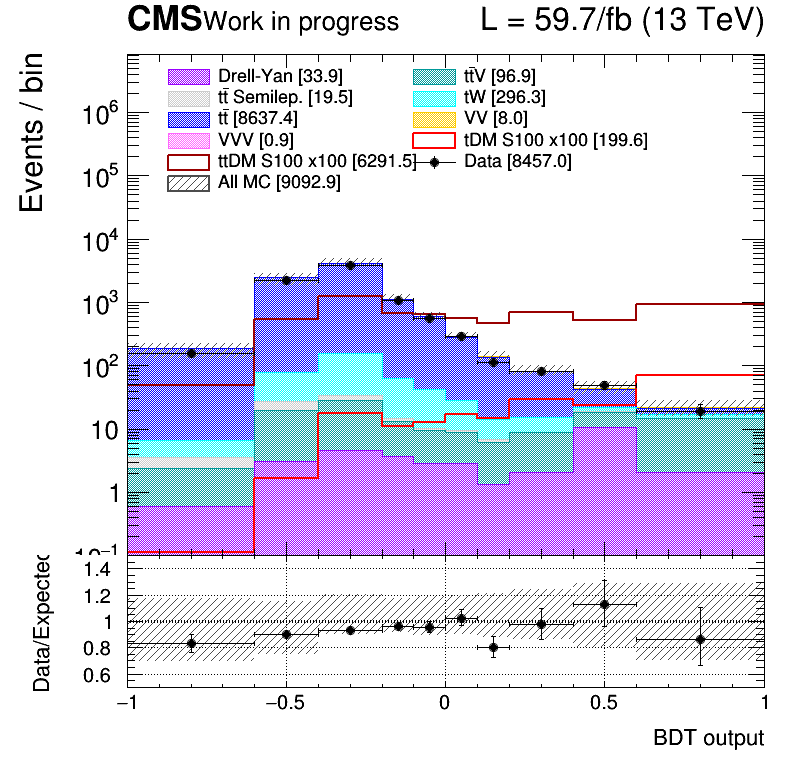 CMS Work in progress L = 59.7/fb (13 TeV)
Events / bin
Drell-Yan [33.9] tt̄V [96.9]
tt̄ Semilep. [19.5] tW [296.3]
tt̄ [8637.4] VV [8.0]
VVV [0.9] tDM S100 x100 [199.6]
ttDM S100 x100 [6291.5] Data [8457.0]
All MC [9092.9]
10⁶
10⁵
10⁴
10³
10²
10
1
10⁻¹
Data/Expected
1.4
1.2
1
0.8
0.6
−1 −0.5 0 0.5 1
BDT output